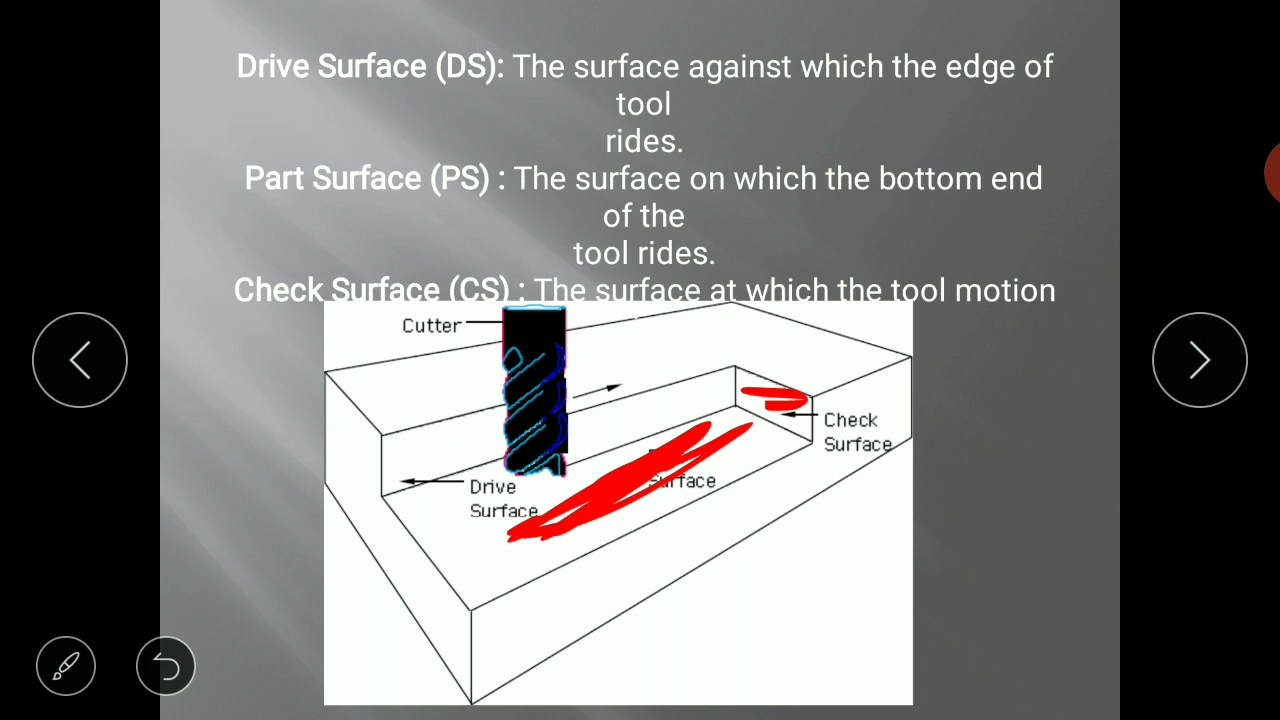 Drive Surface (DS): The surface against which the edge of
tool
rides.
Part Surface (PS) : The surface on which the bottom end
of the
tool rides.
Check Surface (CS) : The surface at which the tool motion
Cutter
Check
Surface
Drive
Surface
Surface